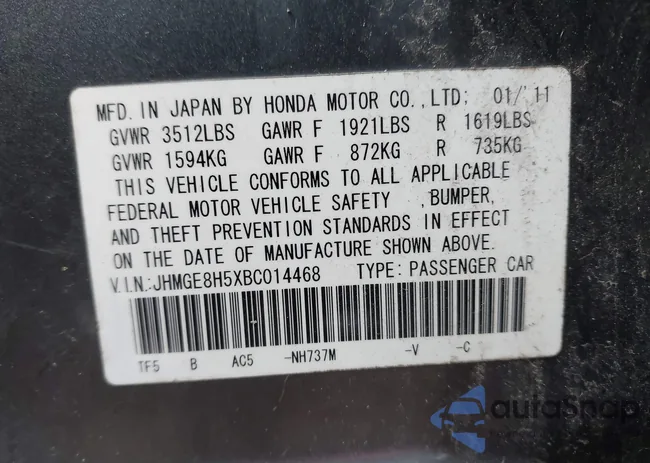 MFD. IN JAPAN BY HONDA MOTOR CO., LTD; 01/'11
GVWR 3512LBS GAWR F 1921LBS R 1619LBS
GVWR 1594KG GAWR F 872KG R 735KG
THIS VEHICLE CONFORMS TO ALL APPLICABLE
FEDERAL MOTOR VEHICLE SAFETY ,BUMPER,
AND THEFT PREVENTION STANDARDS IN EFFECT
ON THE DATE OF MANUFACTURE SHOWN ABOVE.
V.I.N.:JHMGE8H5XBC014468 TYPE: PASSENGER CAR
TF5 B AC5 -NH737M -V -C
autoSnap